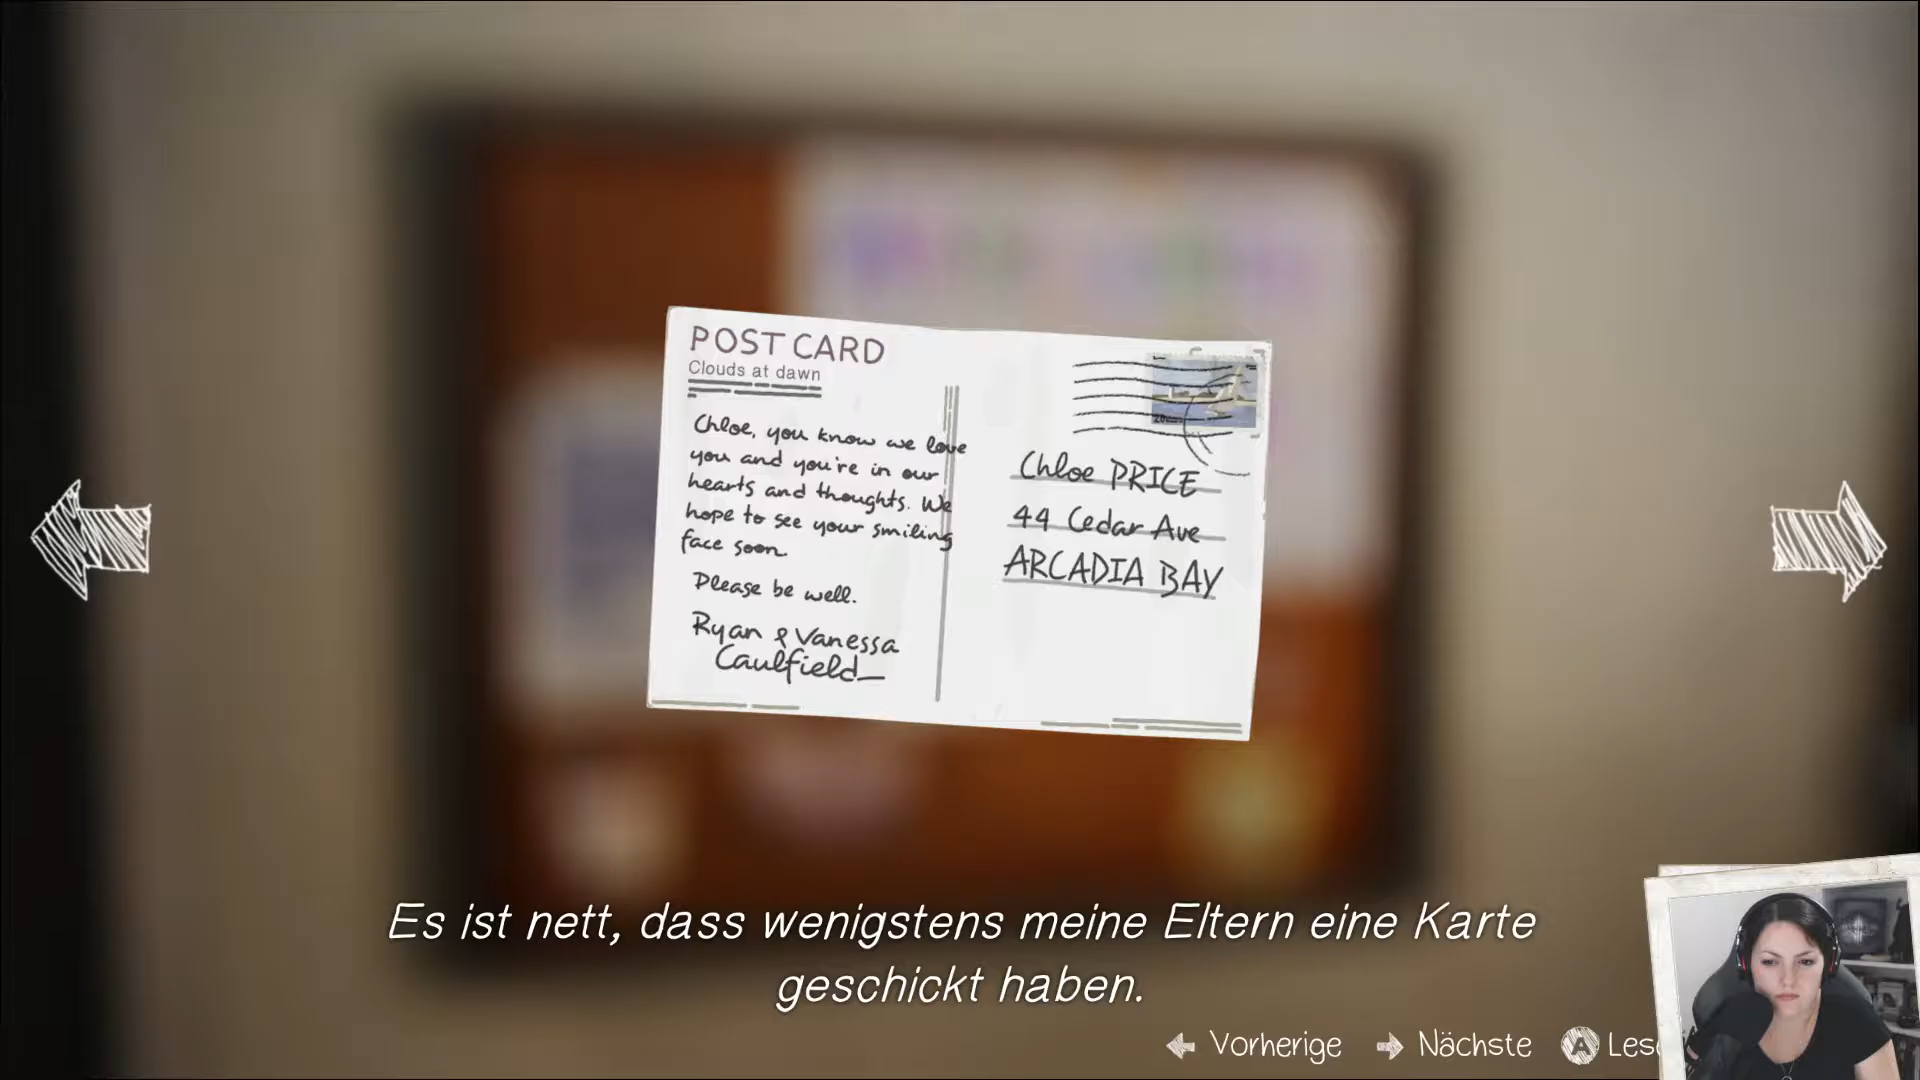 POST CARD
Clouds at dawn
Chloe, you know we love
you and you're in our
hearts and thoughts. We
hope to see your smiling
face soon.
Please be well.
Ryan & Vanessa
Caulfield
Chloe PRICE
44 Cedar Ave
ARCADIA BAY
Es ist nett, dass wenigstens meine Eltern eine Karte
geschickt haben.
Vorherige Nächste A Lese